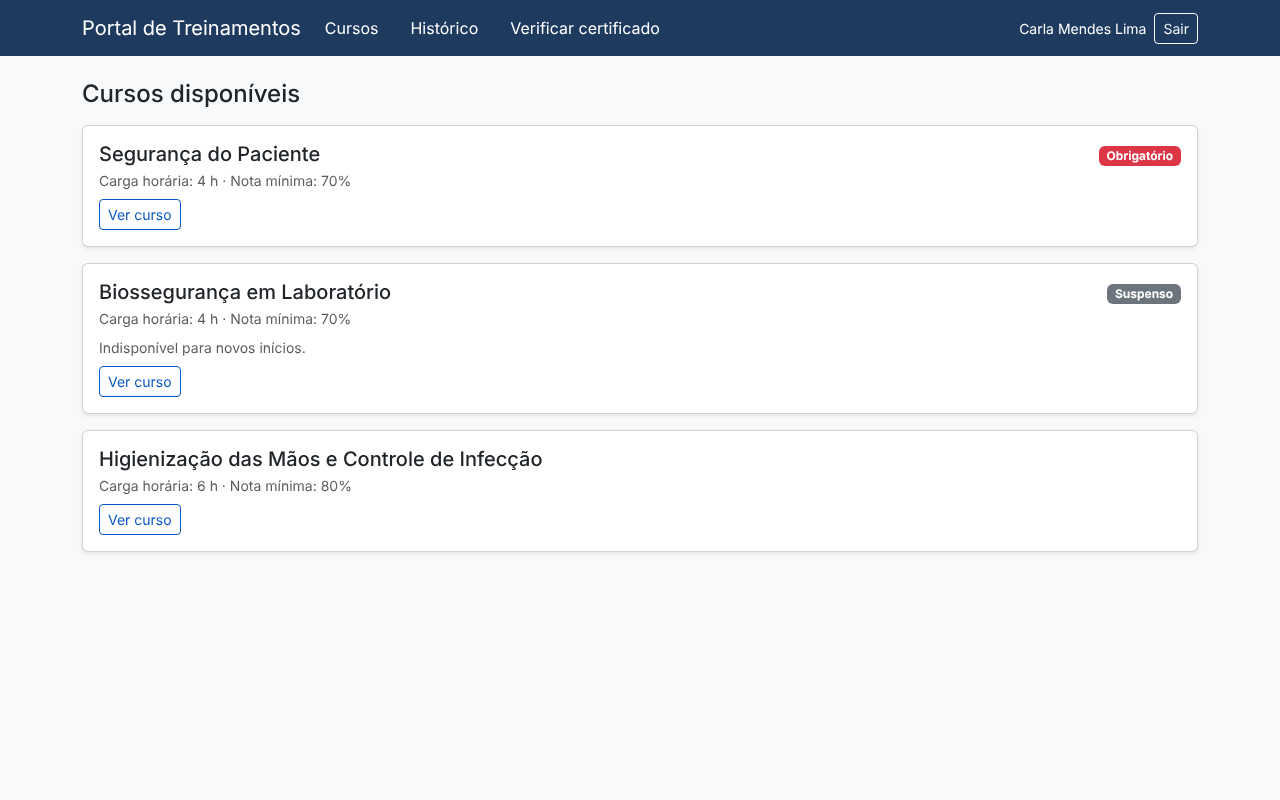 Portal de Treinamentos Cursos Histórico Verificar certificado Carla Mendes Lima Sair
Cursos disponíveis
Segurança do Paciente Obrigatório
Carga horária: 4 h · Nota mínima: 70%
Ver curso
Biossegurança em Laboratório Suspenso
Carga horária: 4 h · Nota mínima: 70%
Indisponível para novos inícios.
Ver curso
Higienização das Mãos e Controle de Infecção
Carga horária: 6 h · Nota mínima: 80%
Ver curso